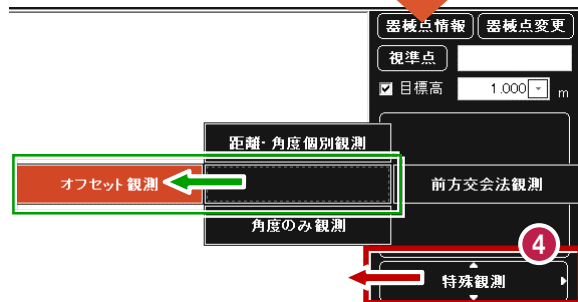 器械点情報 器械点変更
視準点
目標高 1.000 m
距離・角度個別観測
オフセット観測 前方交会法観測
角度のみ観測
4
特殊観測